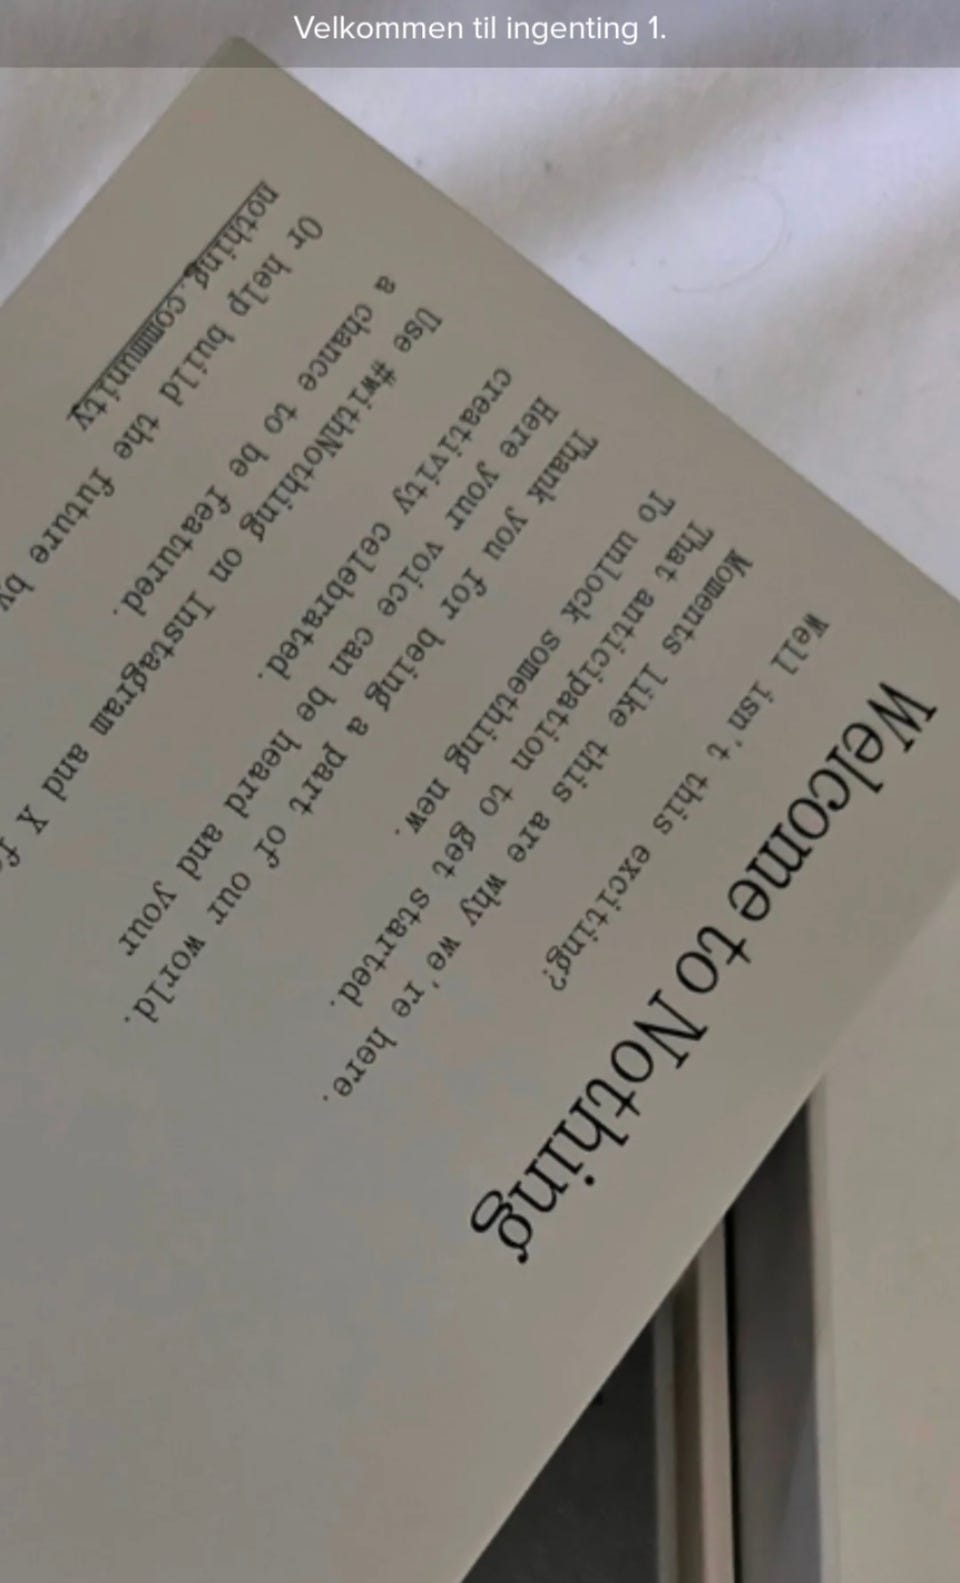 Velkommen til ingenting 1.
Welcome to Nothing
Well isn't this exciting?
Moments like this are why we're here.
That anticipation to get started.
To unlock something new.
Thank you for being a part of our world.
Here your voice can be heard and your
creativity celebrated.
Use #withNothing on Instagram and X
a chance to be featured.
Or help build the future by
nothing.community